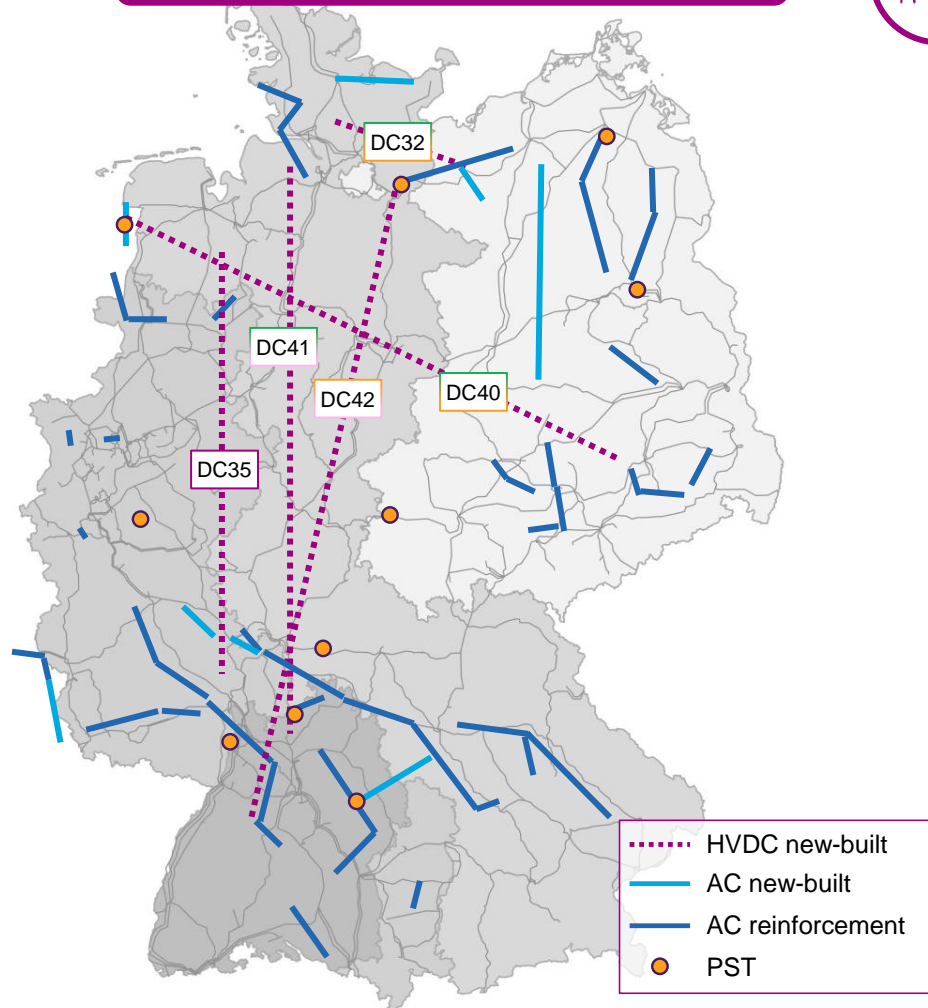 DC32
DC41
DC42
DC40
DC35
HVDC new-built
AC new-built
AC reinforcement
PST